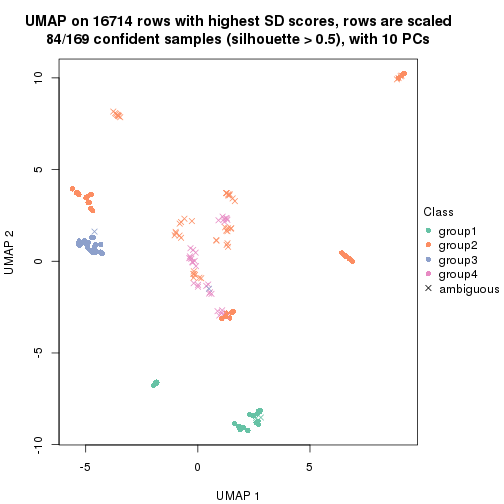 UMAP on 16714 rows with highest SD scores, rows are scaled
84/169 confident samples (silhouette > 0.5), with 10 PCs
10
5
0
-5
-10
UMAP 2
-5
0
5
UMAP 1
Class
group1
group2
group3
group4
ambiguous